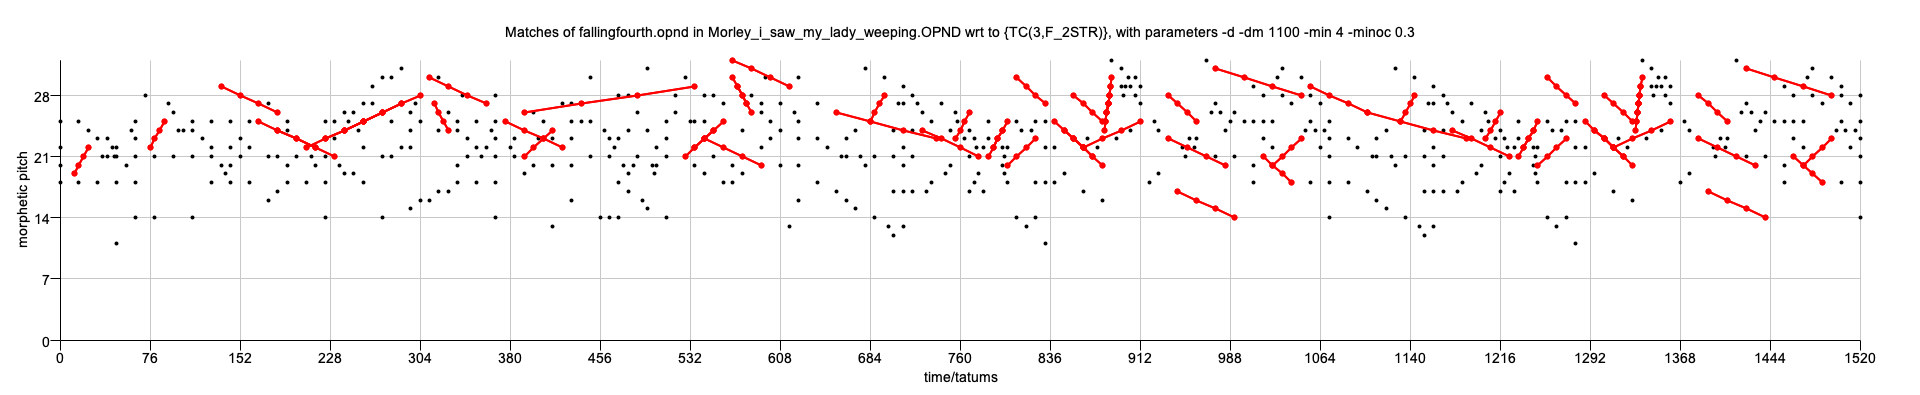 Matches of fallingfourth.opnd in Morley_i_saw_my_lady_weeping.OPND wrt to {TC(3,F_2STR)}, with parameters -d -dm 1100 -min 4 -minoc 0.3
morphetic pitch
28
21
14
7
0
0 76 152 228 304 380 456 532 608 684 760 836 912 988 1064 1140 1216 1292 1368 1444 1520
time/tatums